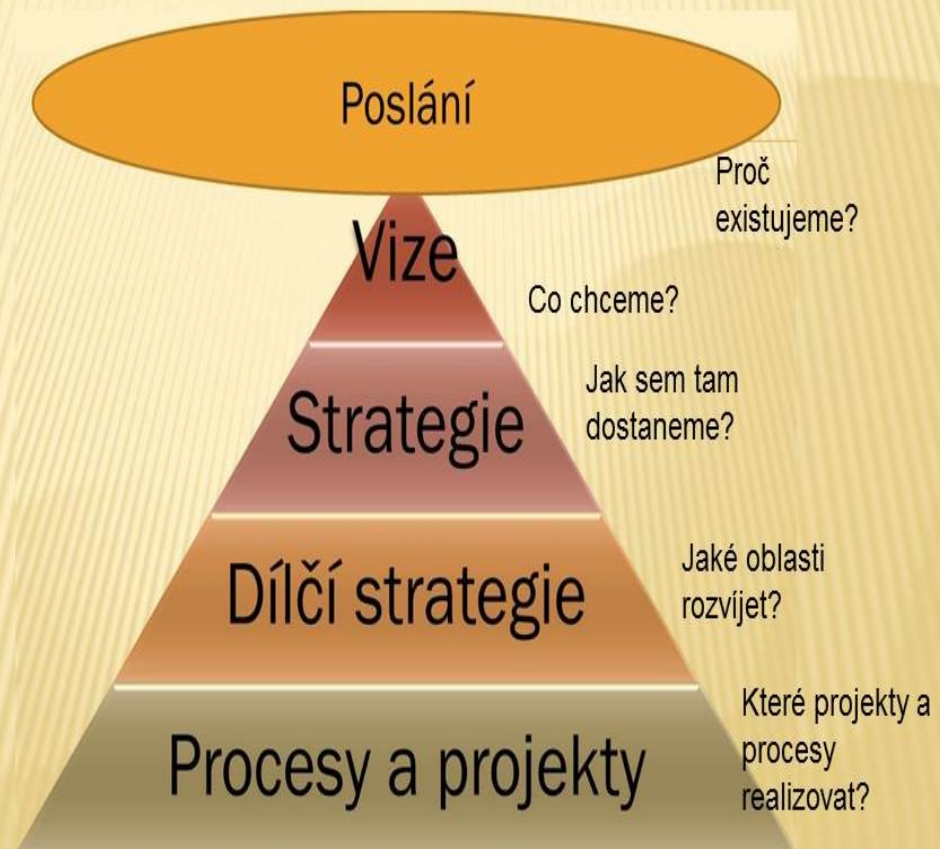 Poslání
Proč
existujeme?
Vize
Co chceme?
Jak sem tam
dostaneme?
Strategie
Jaké oblasti
rozvíjet?
Dílčí strategie
Které projekty a
procesy
realizovat?
Procesy a projekty